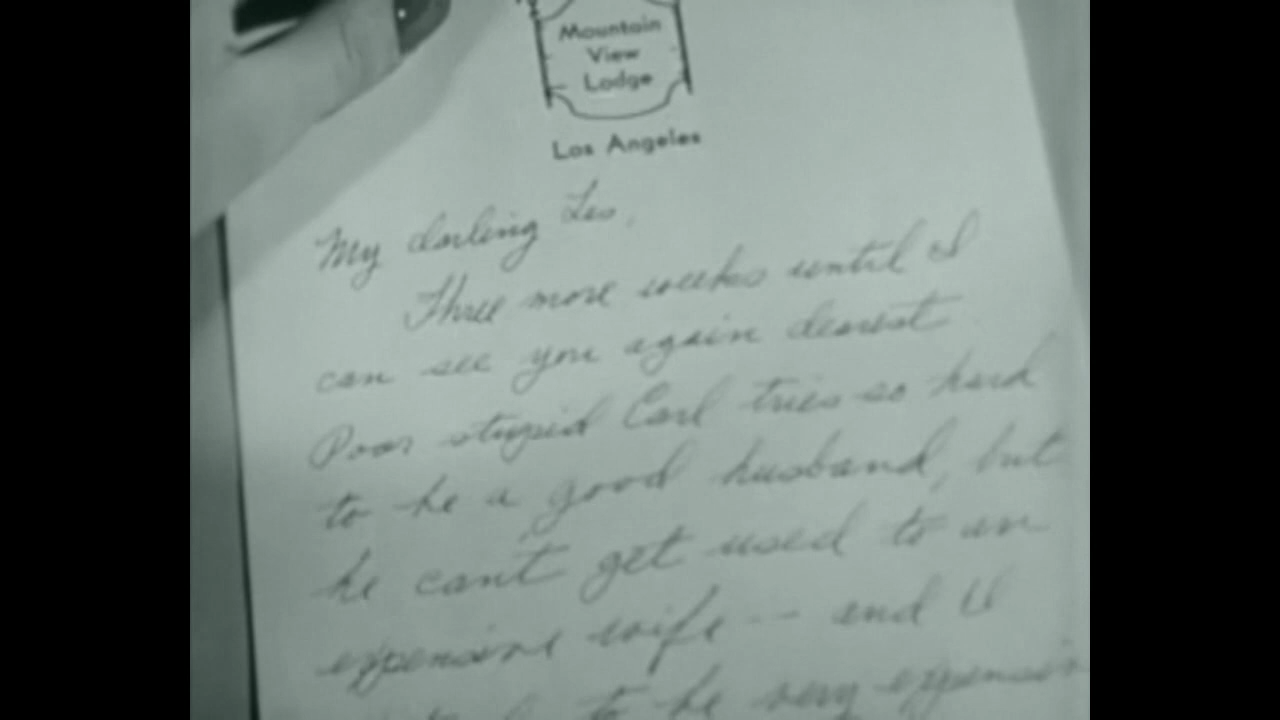 Mountain
View
Lodge
Los Angeles
My darling Les,
Three more weeks until I
can see you again dearest
Poor stupid Carl tries so hard
to be a good husband, but
he can't get used to an
expensive wife -- and
to be very expensive